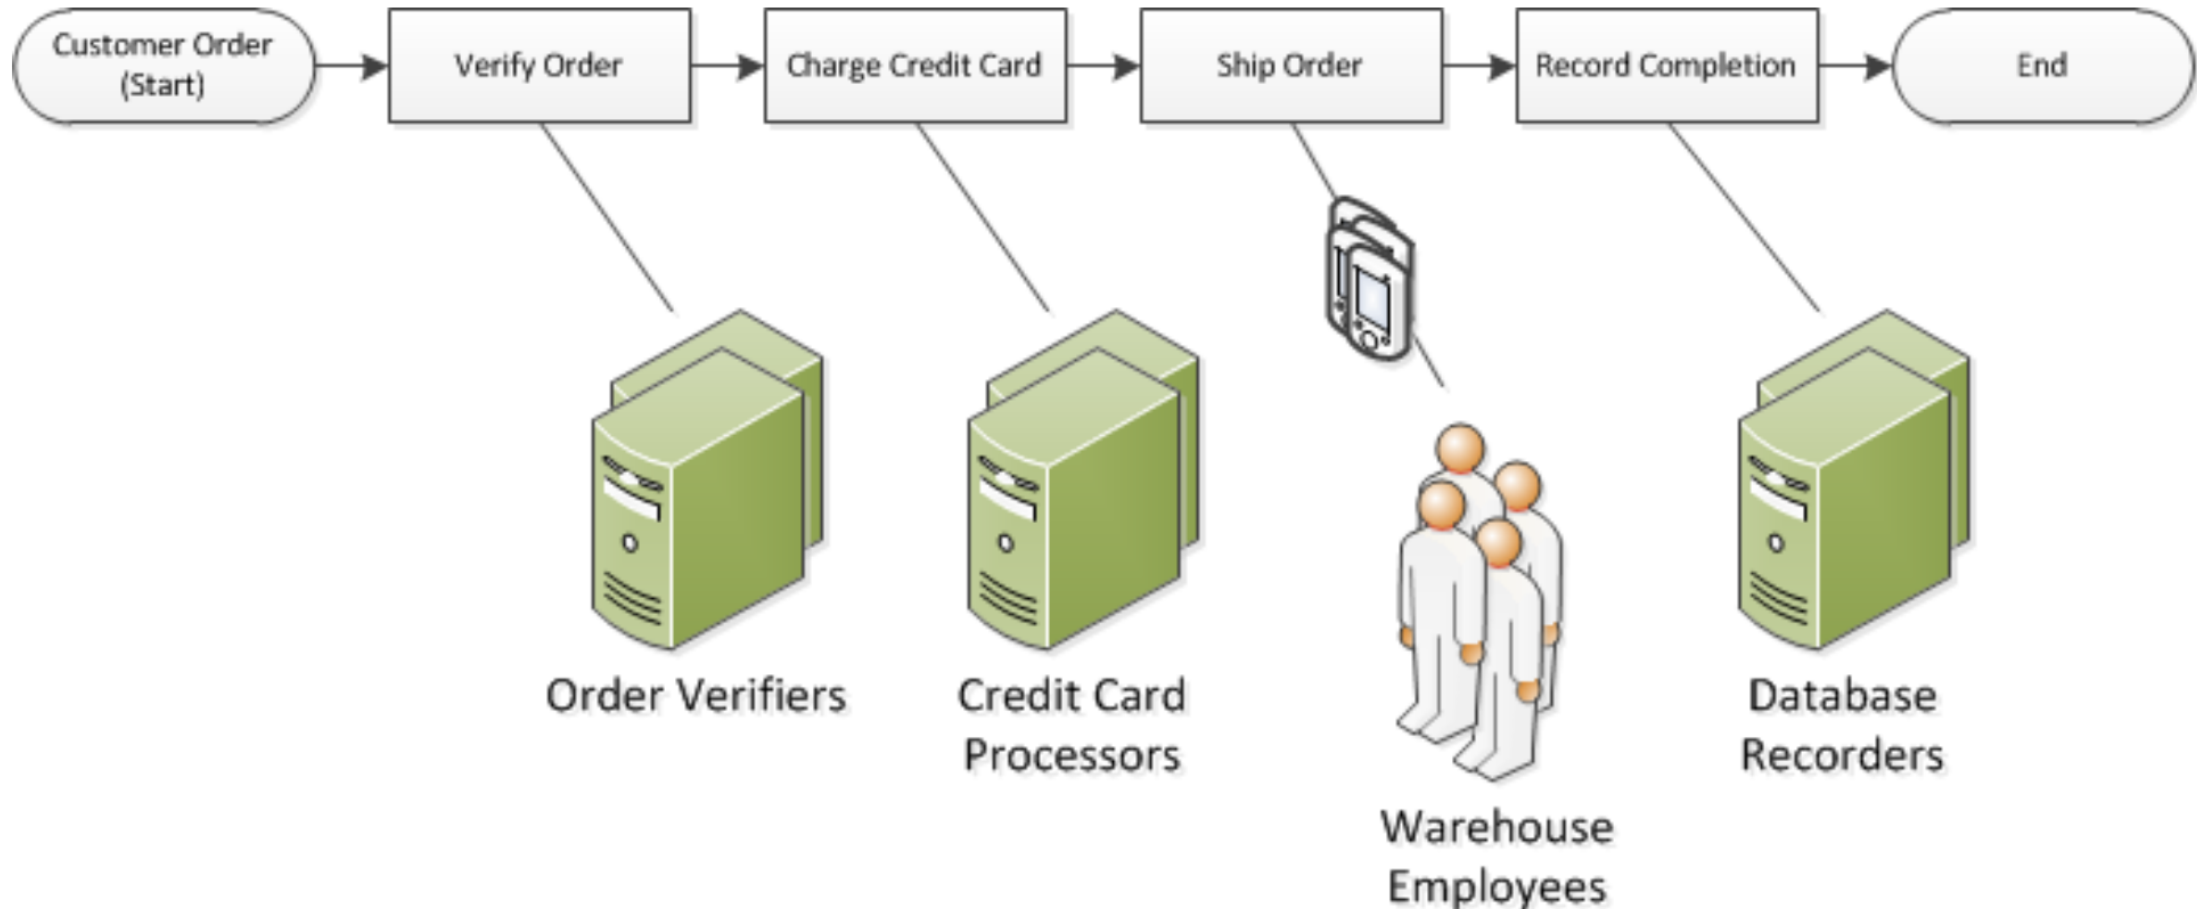 Customer Order
(Start)
Verify Order
Charge Credit Card
Ship Order
Record Completion
End
Order Verifiers
Credit Card
Processors
Warehouse
Employees
Database
Recorders